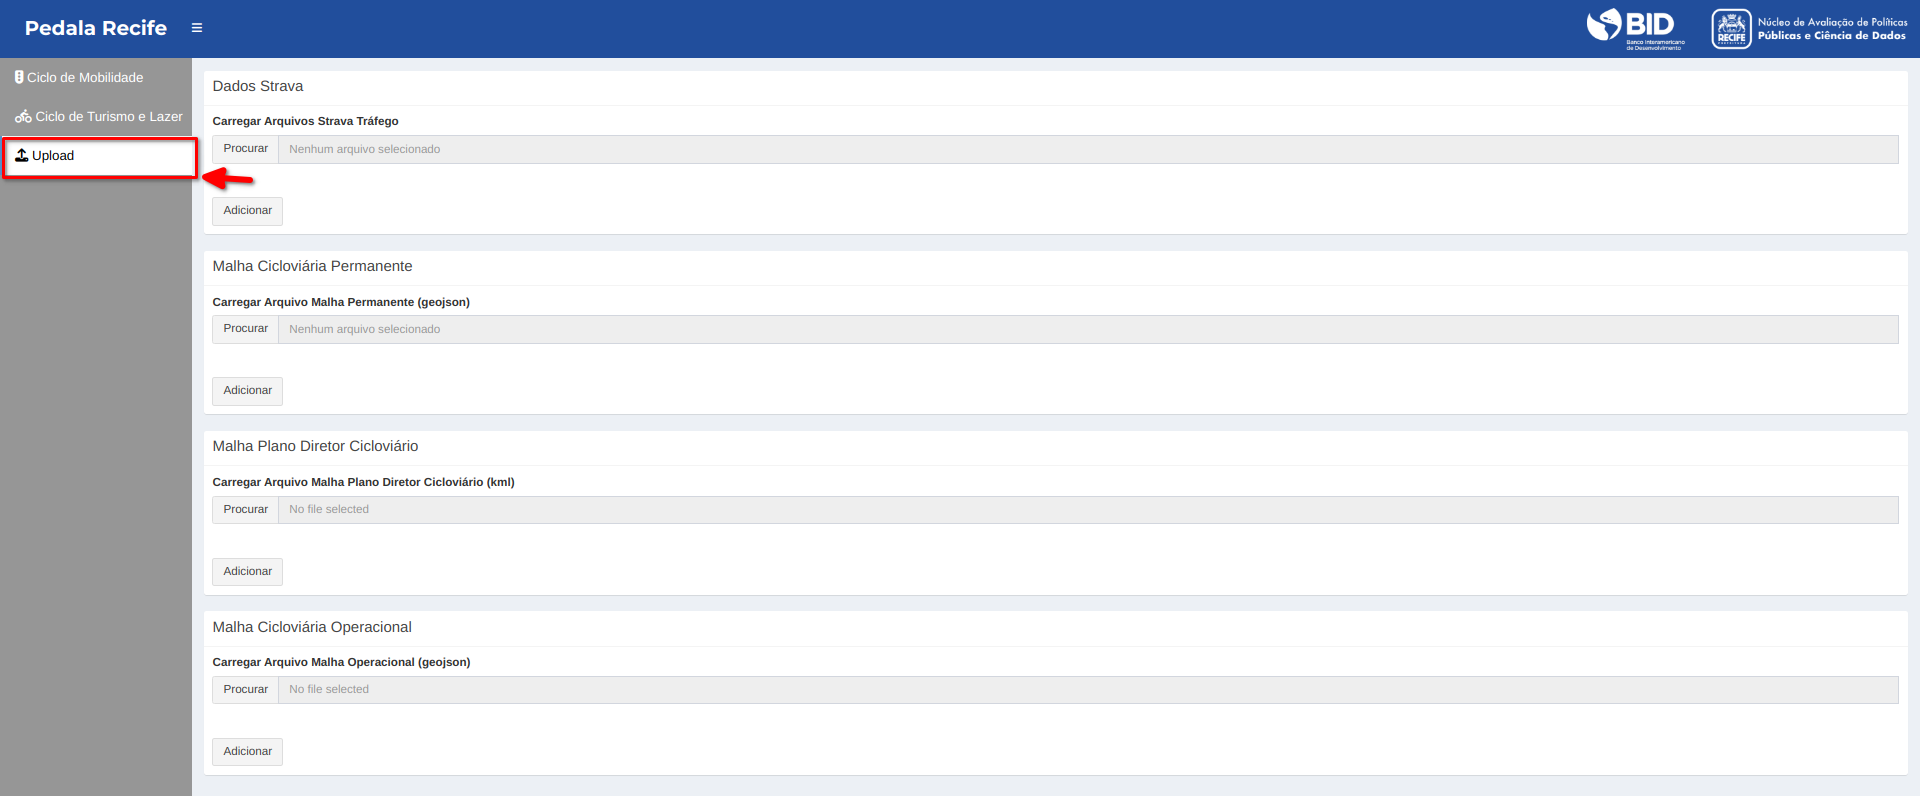 Pedala Recife
BID
Banco Interamericano
de Desenvolvimento
RECIFE
PREFEITURA
Núcleo de Avaliação de Políticas
Públicas e Ciência de Dados
Ciclo de Mobilidade
Ciclo de Turismo e Lazer
Upload
Dados Strava
Carregar Arquivos Strava Tráfego
Procurar Nenhum arquivo selecionado
Adicionar
Malha Cicloviária Permanente
Carregar Arquivo Malha Permanente (geojson)
Procurar Nenhum arquivo selecionado
Adicionar
Malha Plano Diretor Cicloviário
Carregar Arquivo Malha Plano Diretor Cicloviário (kml)
Procurar No file selected
Adicionar
Malha Cicloviária Operacional
Carregar Arquivo Malha Operacional (geojson)
Procurar No file selected
Adicionar